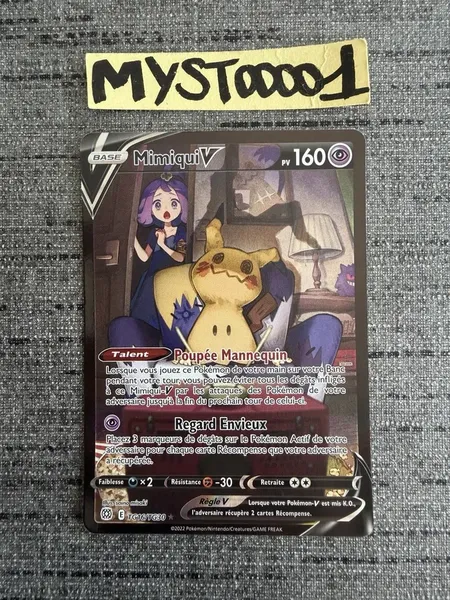 MYST00001
BASE MimiquiV PV 160
Talent Poupée Mannequin
Lorsque vous jouez ce Pokémon de votre main sur votre Banc
pendant votre tour, vous pouvez éviter tous les dégâts infligés
à ce Mimiqui-V par les attaques des Pokémon de votre
adversaire jusqu'à la fin du prochain tour de celui-ci.
Regard Envieux
Placez 3 marqueurs de dégâts sur le Pokémon Actif de votre
adversaire pour chaque carte Récompense que votre adversaire
a récupérée.
Faiblesse ×2 Résistance -30 Retraite
Illustration mizuki
Règle V Lorsque votre Pokémon-V est mis K.O.,
l'adversaire récupère 2 cartes Récompense.
E TG16/TG30
©2022 Pokémon/Nintendo/Creatures/GAME FREAK